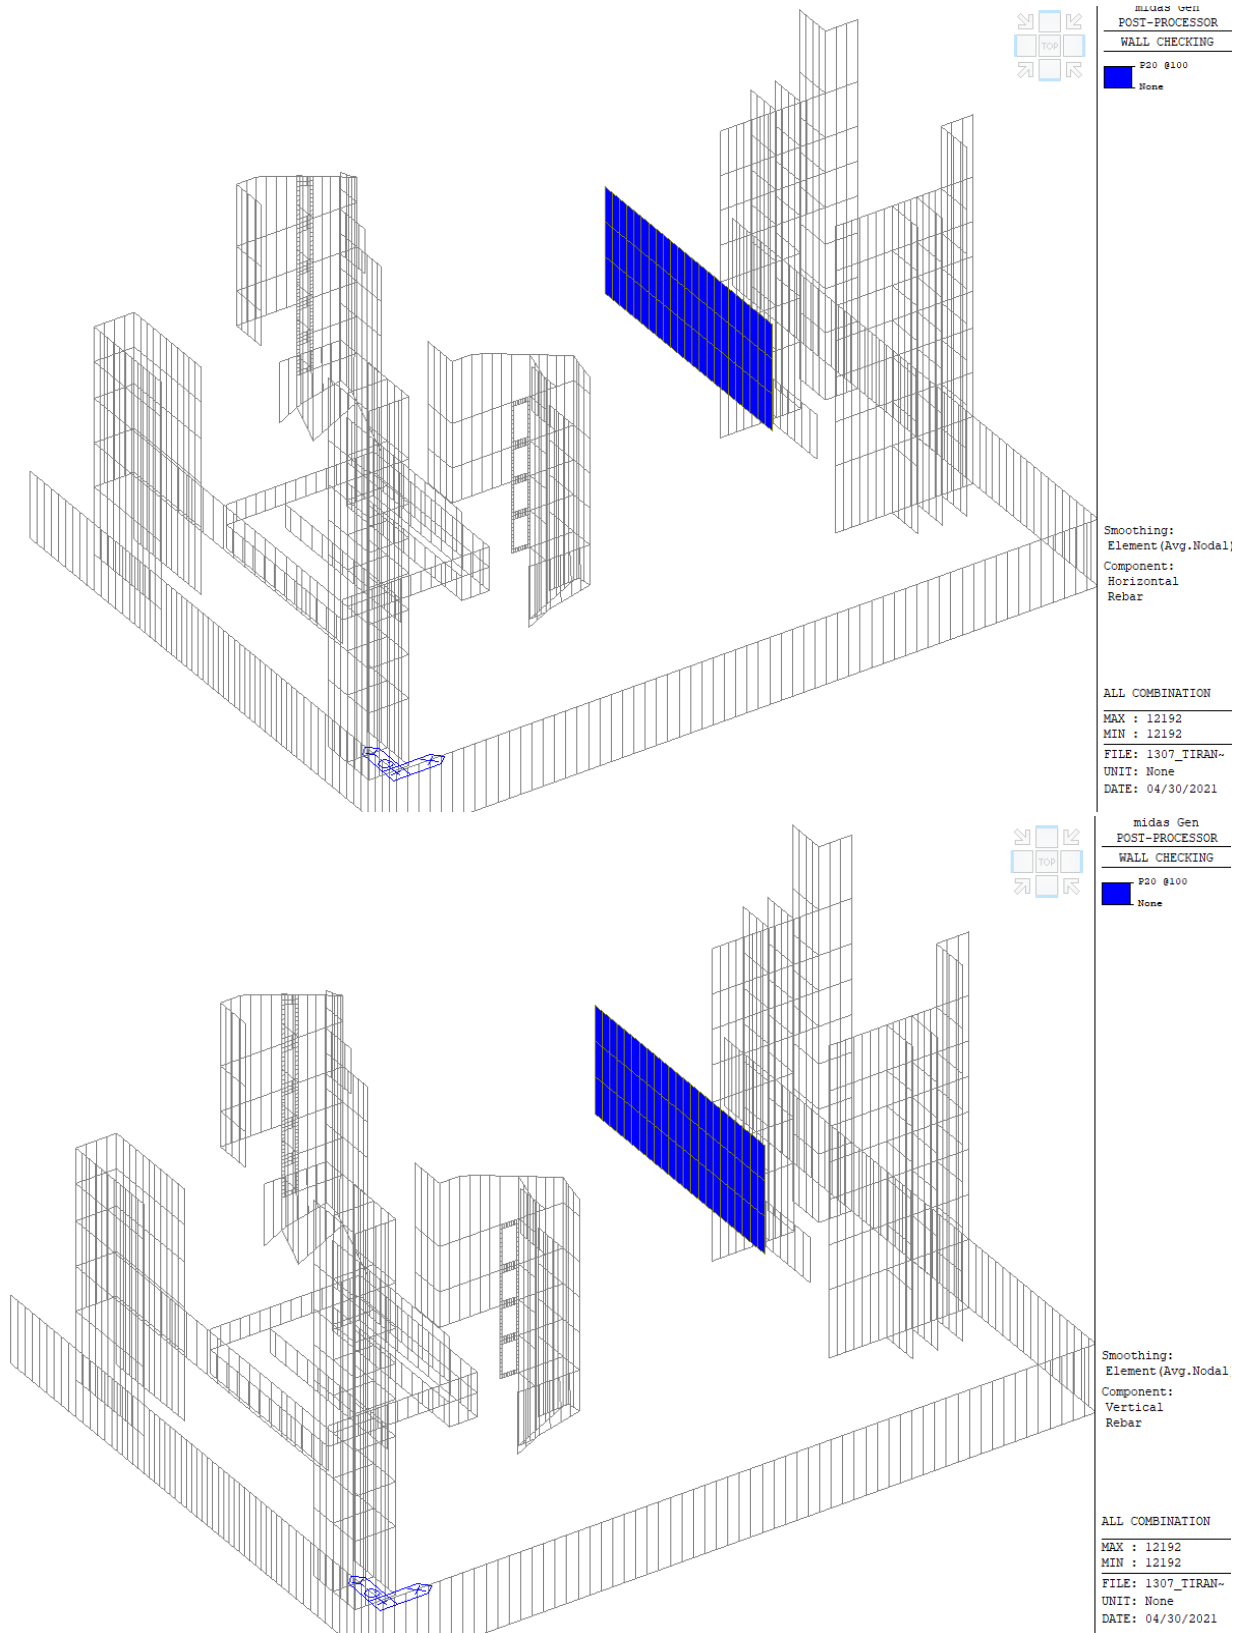 midas Gen
POST-PROCESSOR
WALL CHECKING
P20 @100
None
TOP
Smoothing:
Element(Avg.Nodal)
Component:
Horizontal
Rebar
ALL COMBINATION
MAX : 12192
MIN : 12192
FILE: 1307_TIRAN~
UNIT: None
DATE: 04/30/2021
midas Gen
POST-PROCESSOR
WALL CHECKING
P20 @100
None
TOP
Smoothing:
Element(Avg.Nodal
Component:
Vertical
Rebar
ALL COMBINATION
MAX : 12192
MIN : 12192
FILE: 1307_TIRAN~
UNIT: None
DATE: 04/30/2021